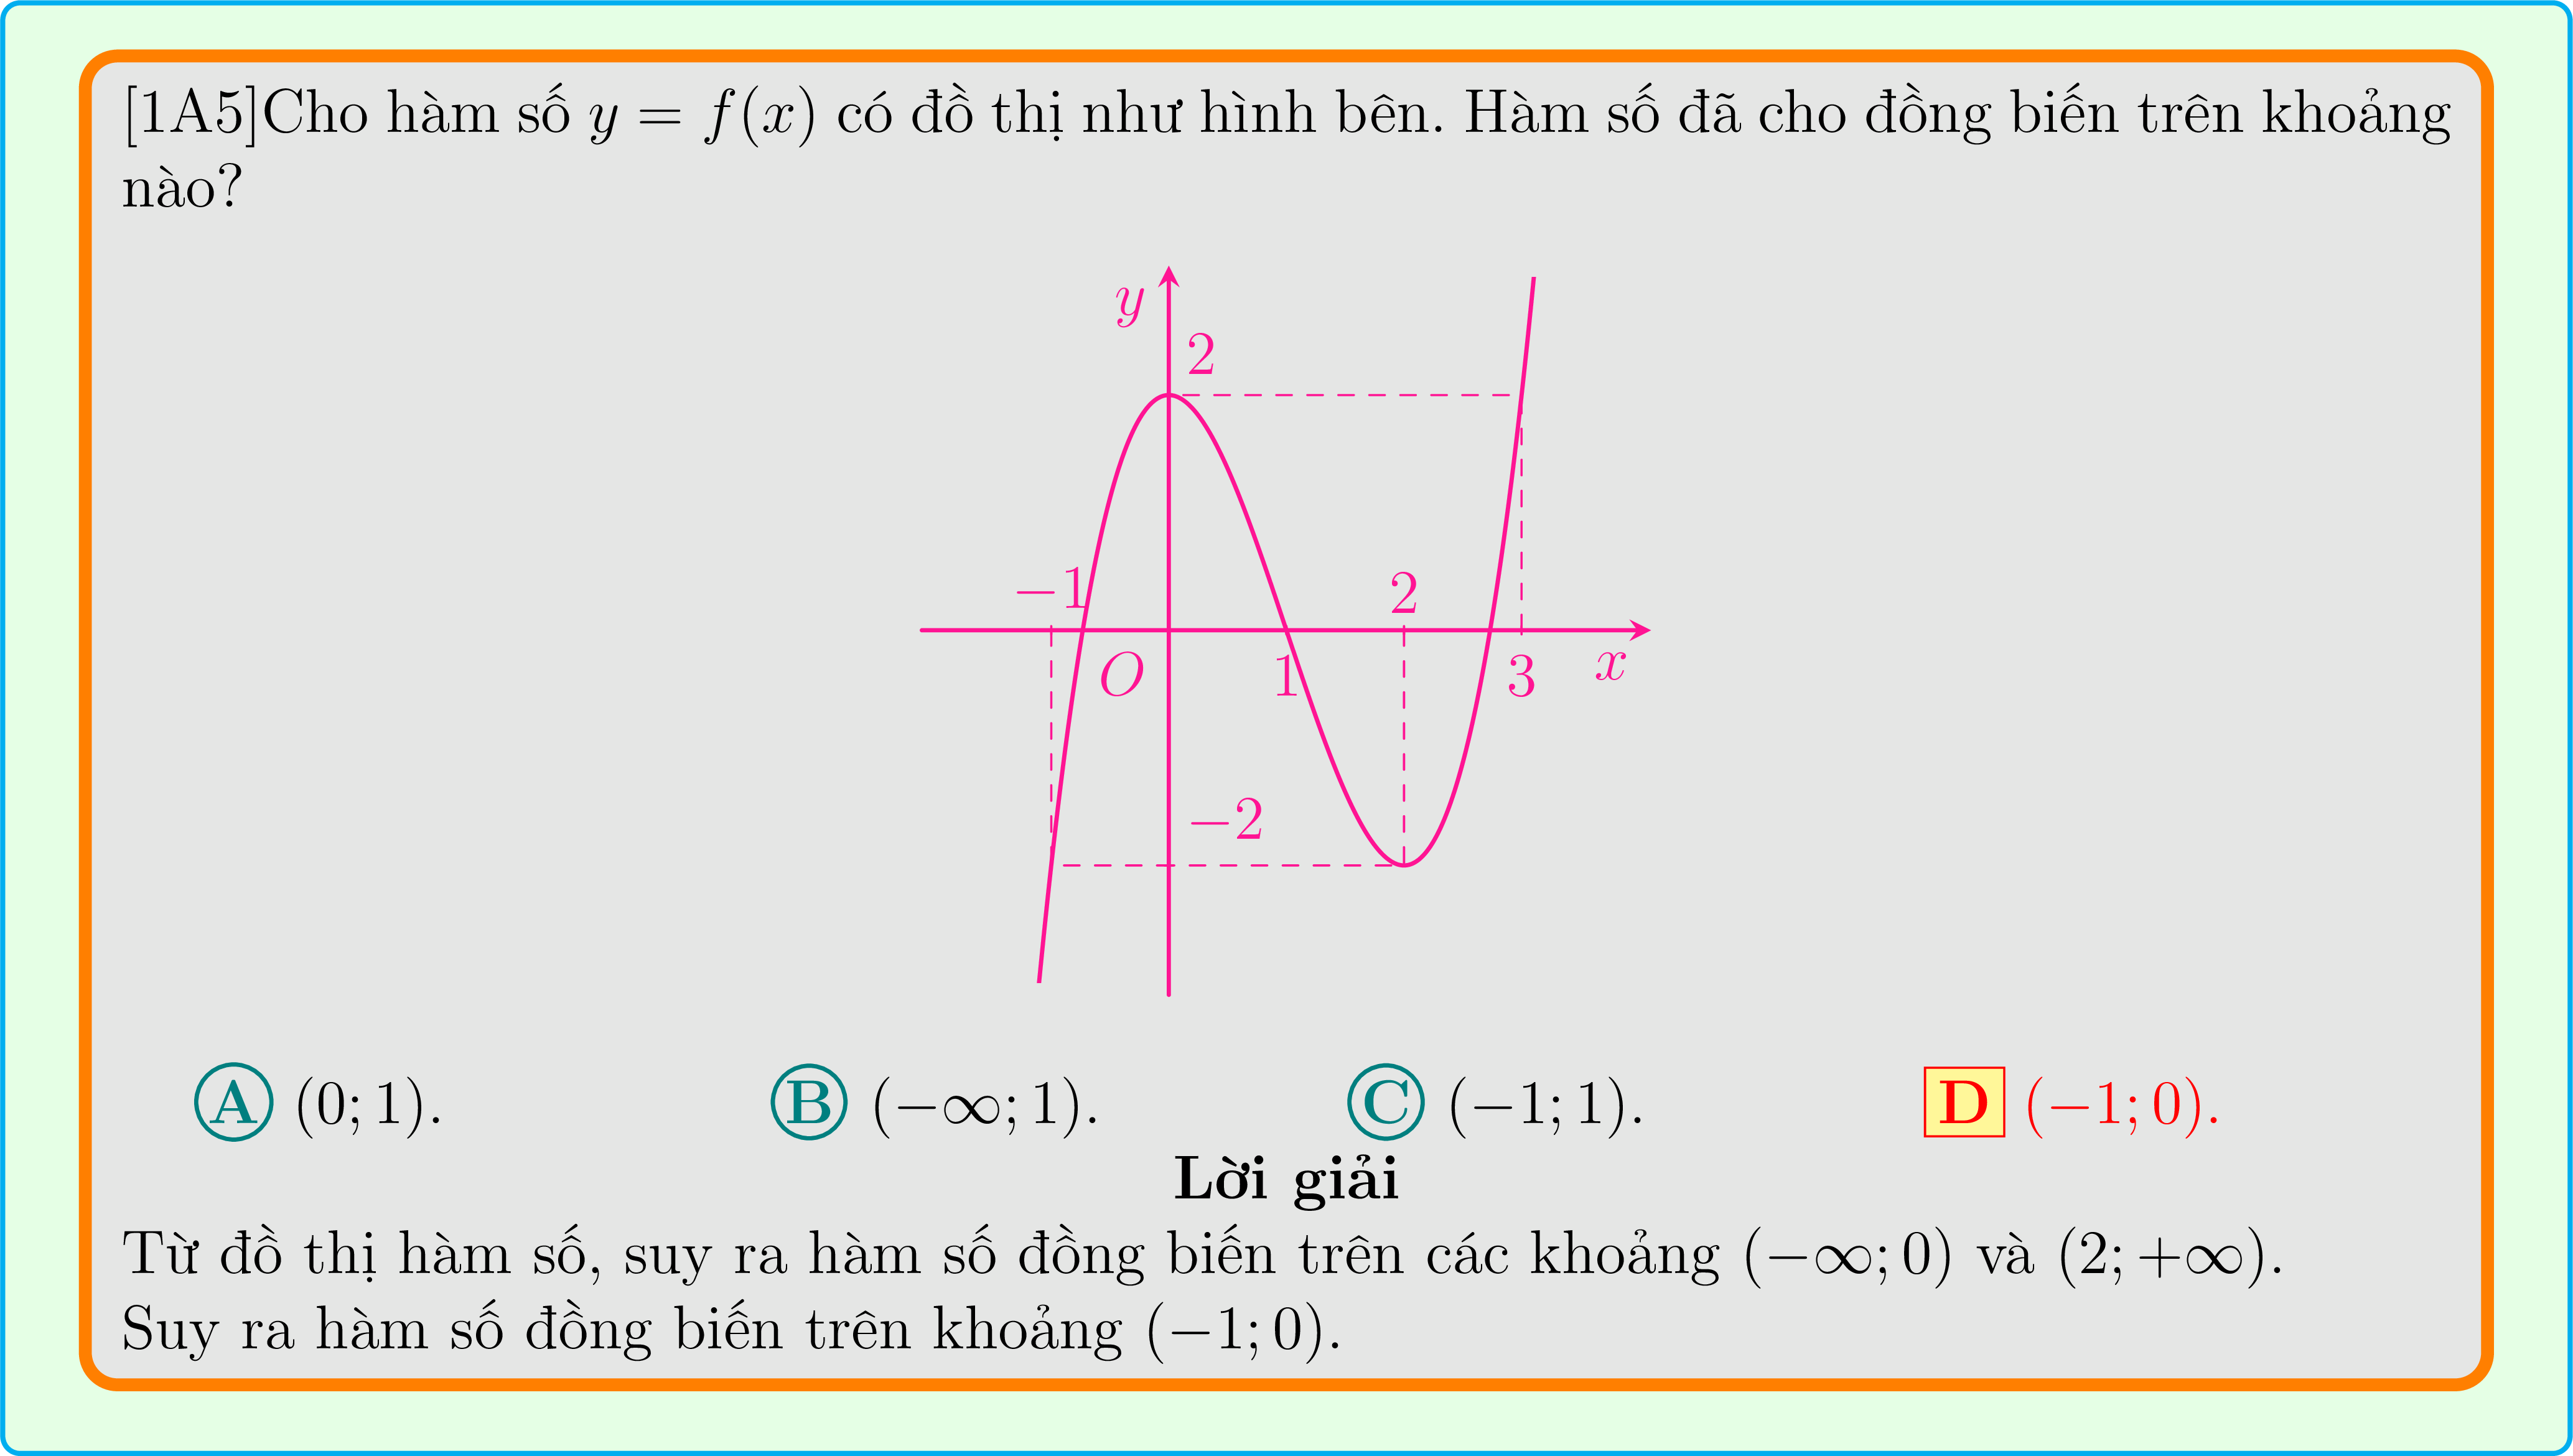 [1A5]Cho hàm số y = f(x) có đồ thị như hình bên. Hàm số đã cho đồng biến trên khoảng
nào?
y
2
−1
2
O
1
3
x
−2
A (0; 1).
B (−∞; 1).
C (−1; 1).
D (−1; 0).
Lời giải
Từ đồ thị hàm số, suy ra hàm số đồng biến trên các khoảng (−∞; 0) và (2; +∞).
Suy ra hàm số đồng biến trên khoảng (−1; 0).